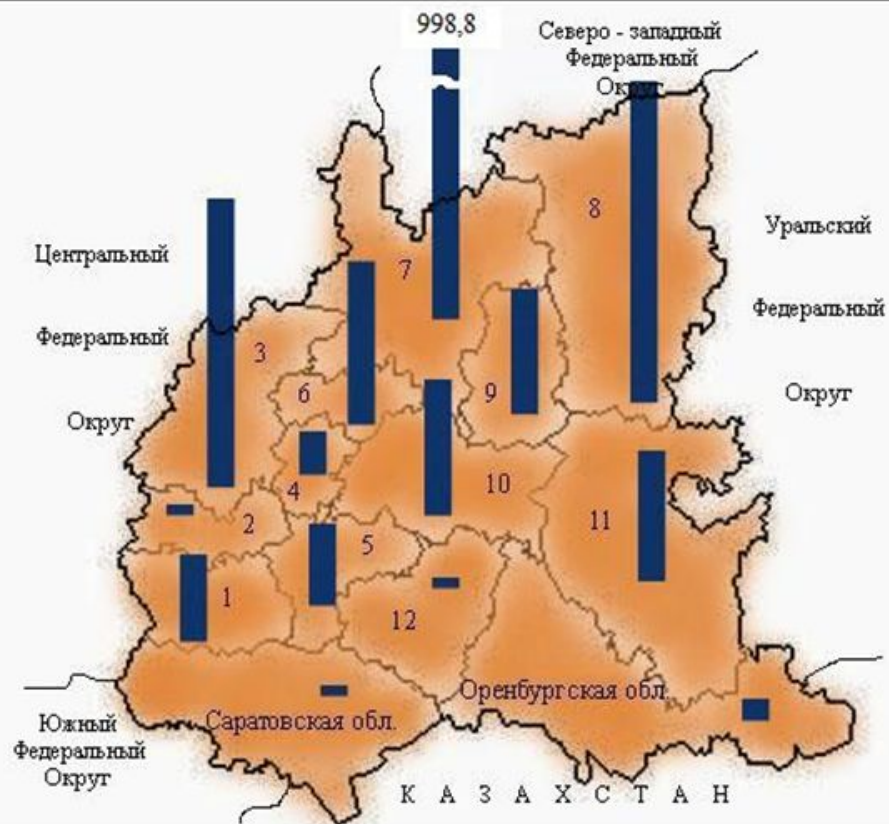 998,8
Северо - западный
Федеральный
Округ
8
Уральский
Федеральный
Округ
Центральный
Федеральный
Округ
7
3
9
6
4
10
2
11
5
1
12
Оренбургская обл.
Саратовская обл.
Южный
Федеральный
Округ
К А З А Х С Т А Н